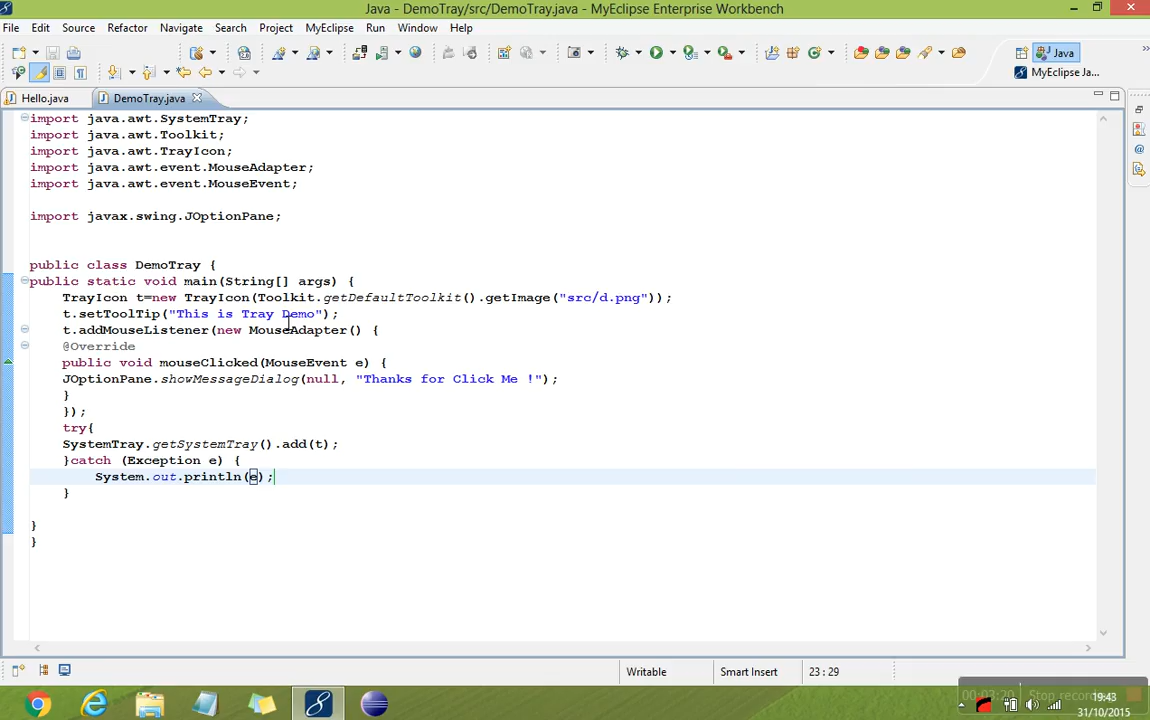 Java - DemoTray/src/DemoTray.java - MyEclipse Enterprise Workbench
File Edit Source Refactor Navigate Search Project MyEclipse Run Window Help
Java
MyEclipse Ja...
Hello.java DemoTray.java
import java.awt.SystemTray;
import java.awt.Toolkit;
import java.awt.TrayIcon;
import java.awt.event.MouseAdapter;
import java.awt.event.MouseEvent;
import javax.swing.JOptionPane;
public class DemoTray {
public static void main(String[] args) {
TrayIcon t=new TrayIcon(Toolkit.getDefaultToolkit().getImage("src/d.png"));
t.setToolTip("This is Tray Demo");
t.addMouseListener(new MouseAdapter() {
@Override
public void mouseClicked(MouseEvent e) {
JOptionPane.showMessageDialog(null, "Thanks for Click Me !");
}
});
try{
SystemTray.getSystemTray().add(t);
}catch (Exception e) {
System.out.println(e);
}
}
}
Writable Smart Insert 23 : 29
00:03:20 Stop recor 19:43
31/10/2015